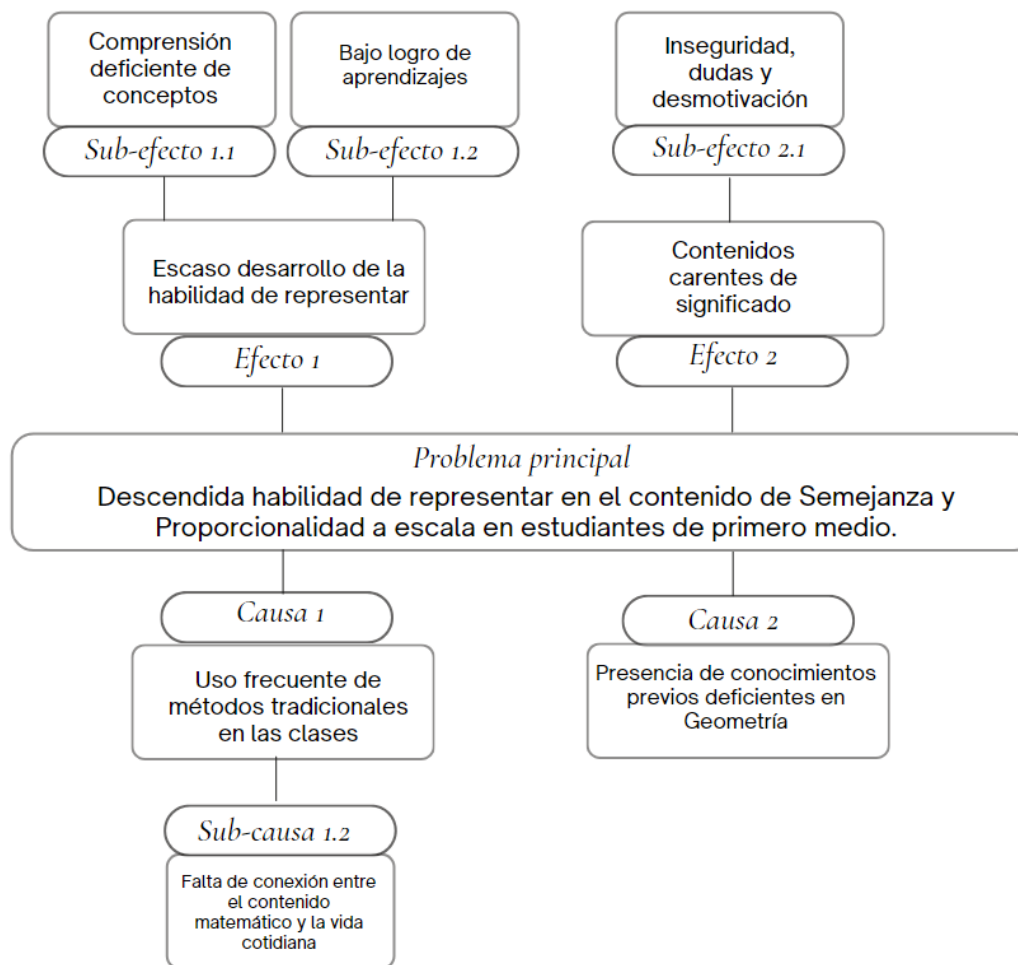 Comprensión
deficiente de
conceptos
Sub-efecto 1.1
Bajo logro de
aprendizajes
Sub-efecto 1.2
Inseguridad,
dudas y
desmotivación
Sub-efecto 2.1
Escaso desarrollo de la
habilidad de representar
Efecto 1
Contenidos
carentes de
significado
Efecto 2
Problema principal
Descendida habilidad de representar en el contenido de Semejanza y
Proporcionalidad a escala en estudiantes de primero medio.
Causa 1
Uso frecuente de
métodos tradicionales
en las clases
Causa 2
Presencia de conocimientos
previos deficientes en
Geometría
Sub-causa 1.2
Falta de conexión entre
el contenido
matemático y la vida
cotidiana